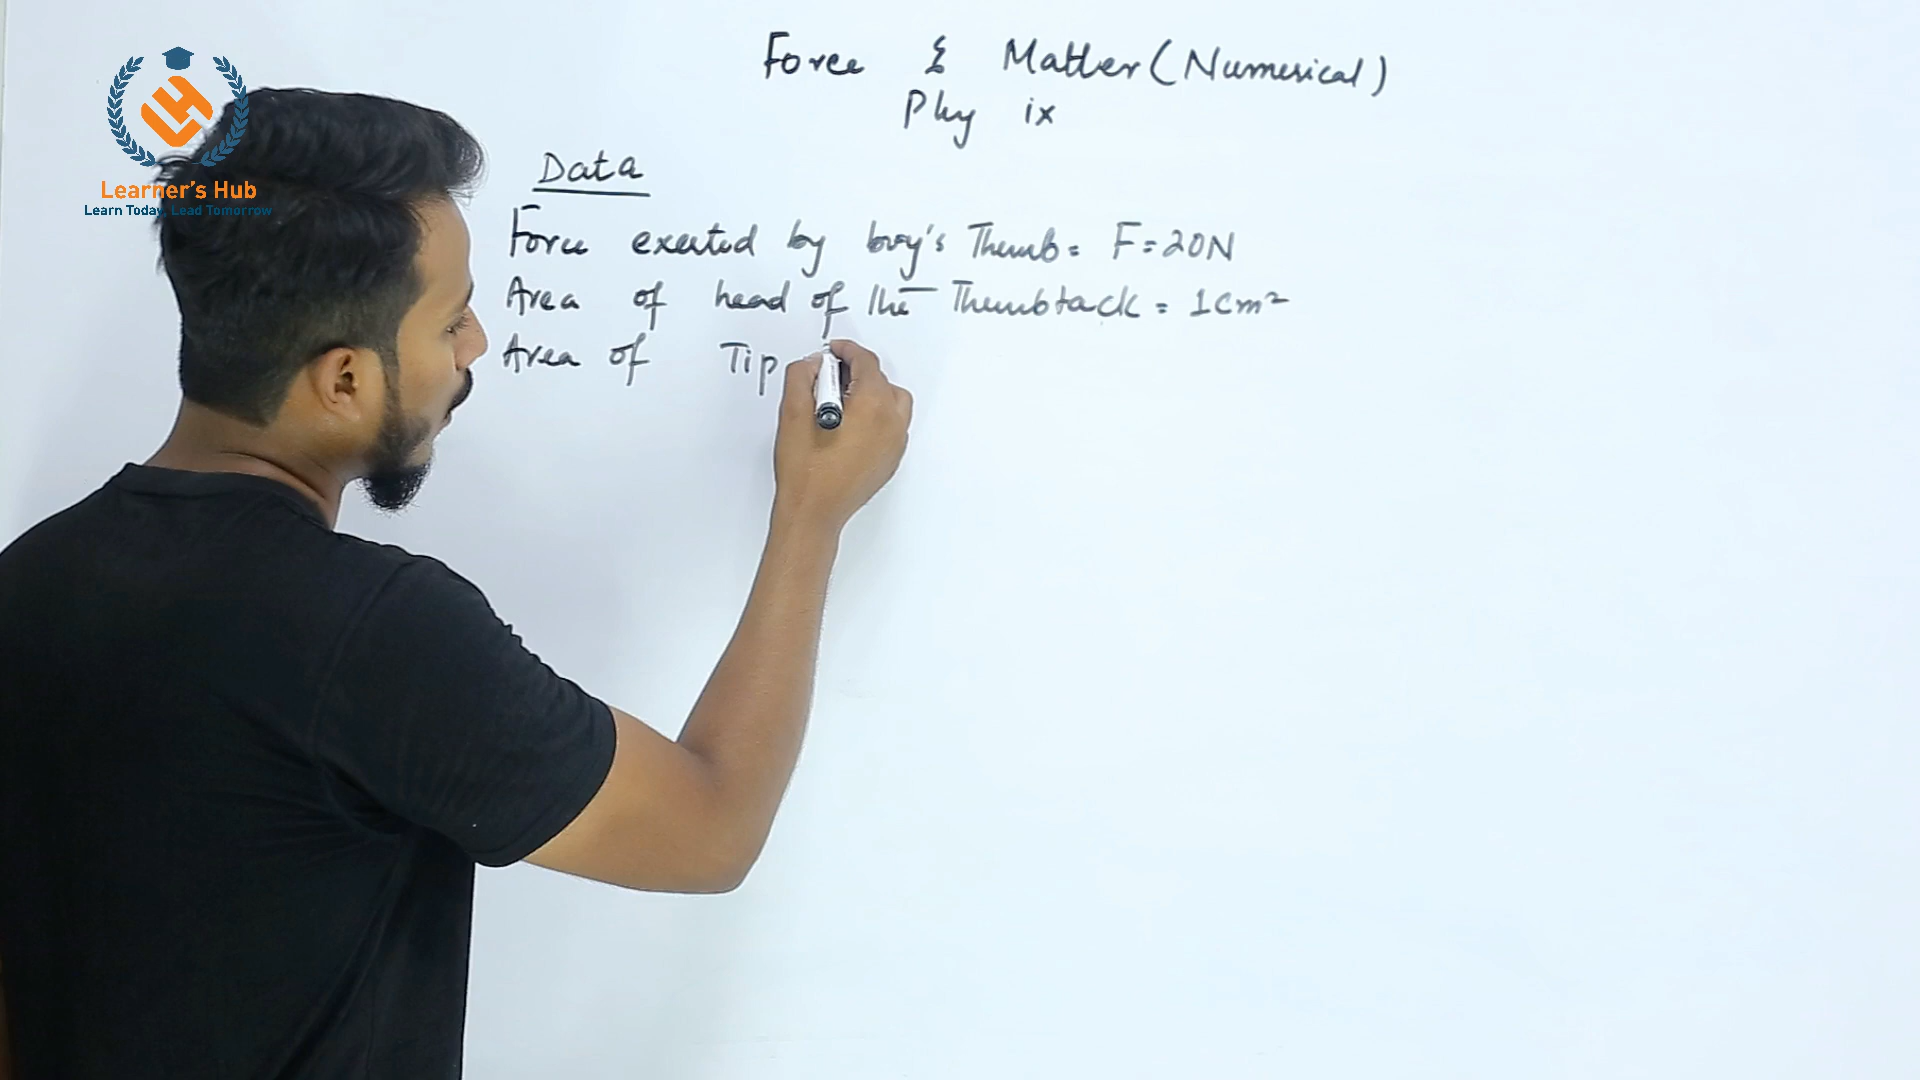 Learner's Hub
Learn Today, Lead Tomorrow
Force & Matter (Numerical)
Phy ix
Data
Force exerted by boy's Thumb = F = 20N
Area of head of the Thumbtack = 1cm²
Area of Tip